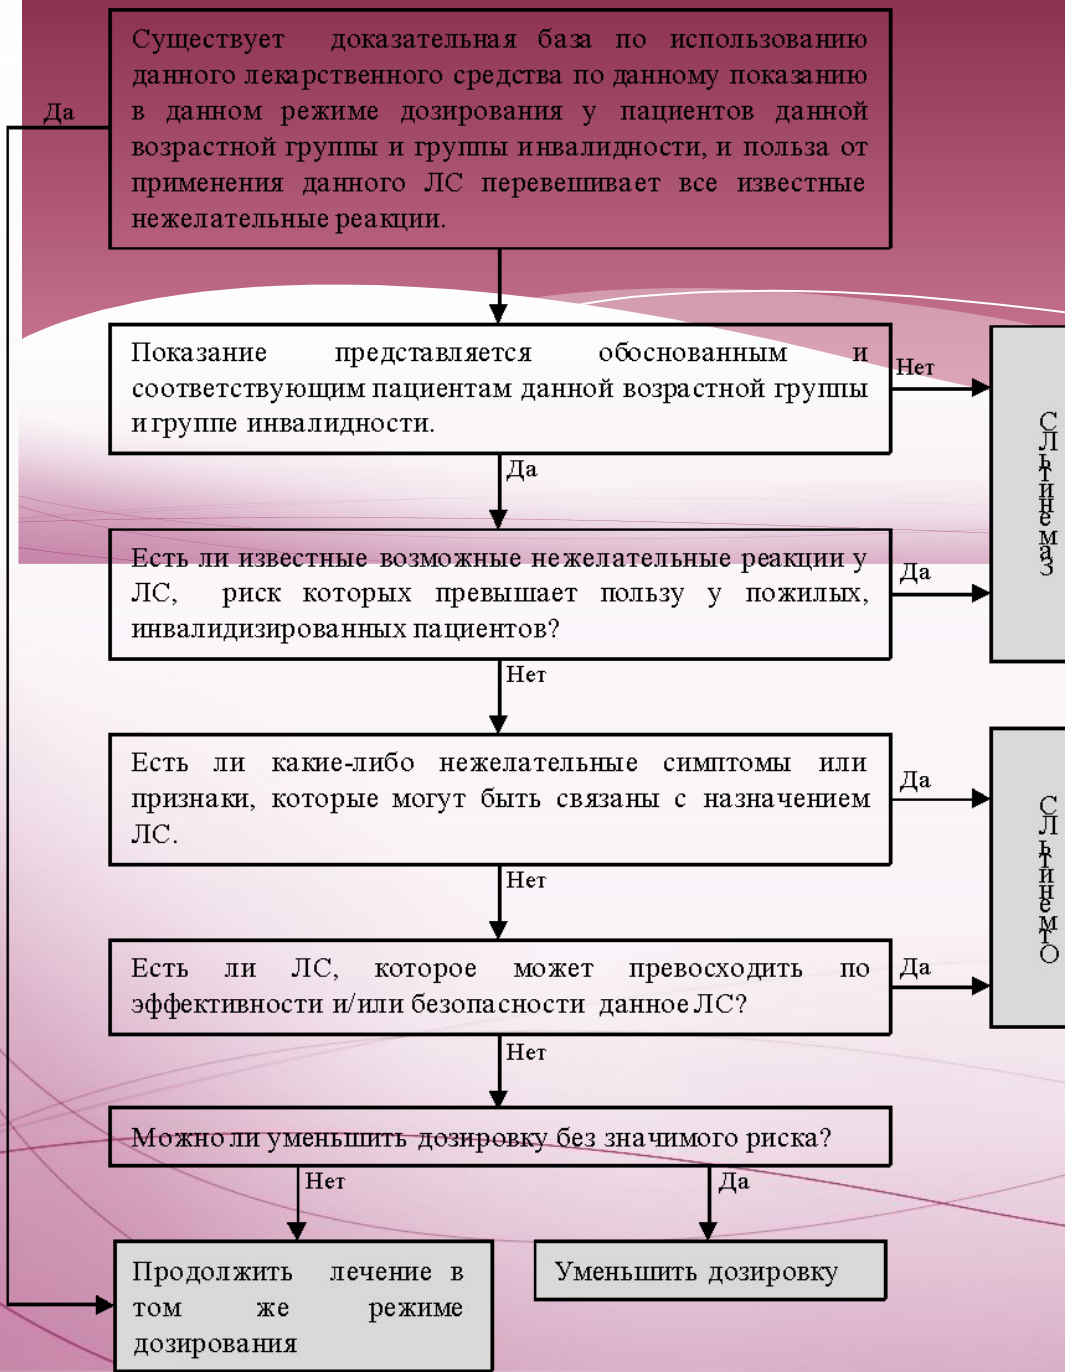 Существует доказательная база по использованию
данного лекарственного средства по данному показанию
в данном режиме дозирования у пациентов данной
возрастной группы и группы инвалидности, и польза от
применения данного ЛС перевешивает все известные
нежелательные реакции.
Да
Показание представляется обоснованным и
соответствующим пациентам данной возрастной группы
и группе инвалидности.
Нет
Да
Заменить ЛС
Есть ли известные возможные нежелательные реакции у
ЛС, риск которых превышает пользу у пожилых,
инвалидизированных пациентов?
Да
Нет
Есть ли какие-либо нежелательные симптомы или
признаки, которые могут быть связаны с назначением
ЛС.
Да
Нет
Отменить ЛС
Есть ли ЛС, которое может превосходить по
эффективности и/или безопасности данное ЛС?
Да
Нет
Можно ли уменьшить дозировку без значимого риска?
Нет
Да
Продолжить лечение в
том же режиме
дозирования
Уменьшить дозировку